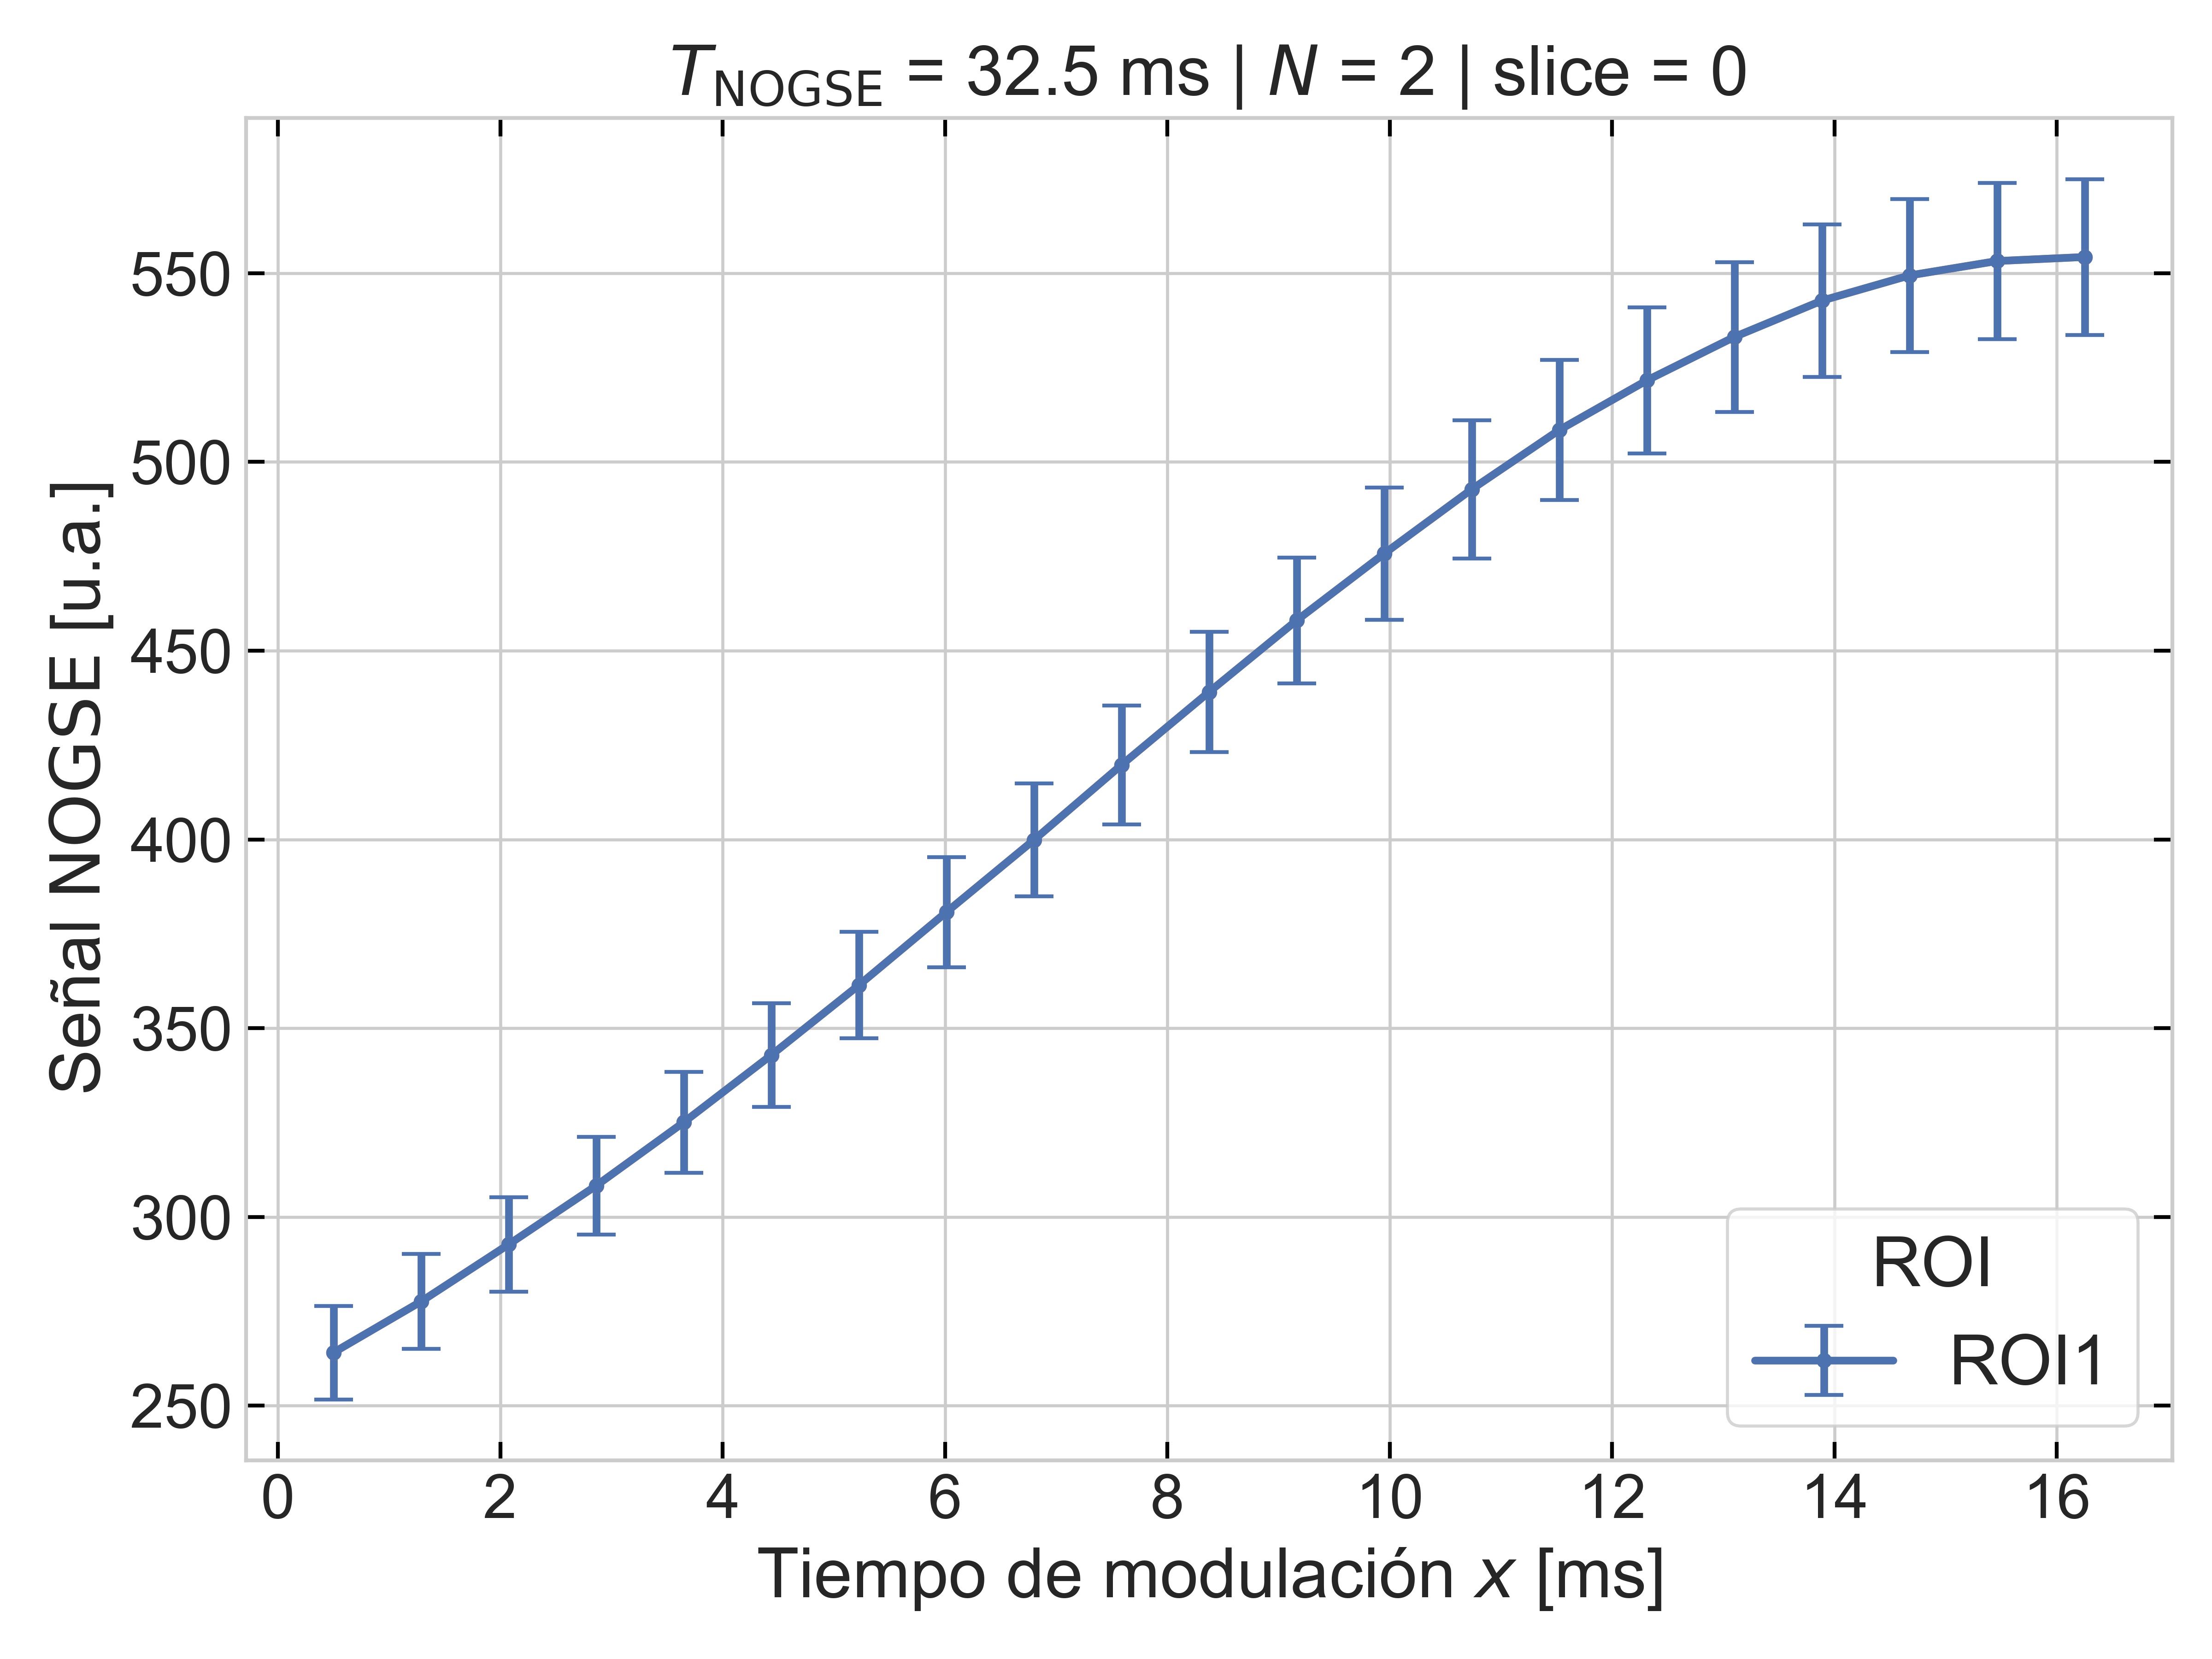 T_NOGSE = 32.5 ms | N = 2 | slice = 0
Señal NOGSE [u.a.]
550
500
450
400
350
300
250
ROI
ROI1
0 2 4 6 8 10 12 14 16
Tiempo de modulación x [ms]